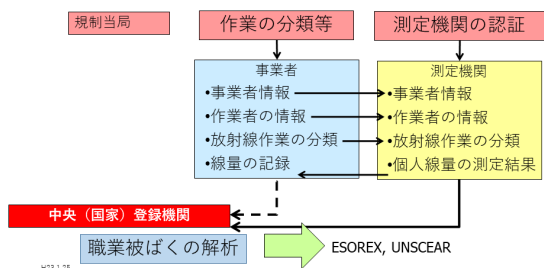 規制当局
作業の分類等
測定機関の認証
事業者
•事業者情報
•作業者の情報
•放射線作業の分類
•線量の記録
測定機関
•事業者情報
•作業者の情報
•放射線作業の分類
•個人線量の測定結果
中央（国家）登録機関
職業被ばくの解析
ESOREX, UNSCEAR
H23.1.25